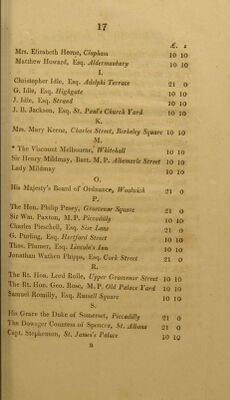 17
£. s
Mrs. Elizabeth Heene, Clapham 10 10
Matthew Howard, Esq. Aldermanbury 10 10
I.
Christopher Idle, Esq. Adelphi Terrace 21 0
G. Idle, Esq. Highgate 10 10
J. Idle, Esq. Strand 10 10
J. B. Jackson, Esq. St. Paul's Church Yard 10 10
K.
Mrs. Mary Keene, Charles Street, Berkeley Square 10 10
M.
* The Viscount Melbourne, Whitehall 10 10
Sir Henry Mildmay, Bart. M. P. Albemarle Street 10 10
Lady Mildmay 10 10
O.
His Majesty's Board of Ordnance, Woolwich 21 0
P.
The Hon. Philip Pusey, Grosvenor Square 21 0
Sir Wm. Paxton, M. P. Piccadilly 10 10
Charles Pieschell, Esq. Size Lane 21 0
G. Purling, Esq. Hertford Street 10 10
Thos. Plumer, Esq. Lincoln's Inn 10 10
Jonathan Wathen Phipps, Esq. Cork Street 21 0
R.
The Rt. Hon. Lord Rolle, Upper Grosvenor Street 10 10
The Rt. Hon. Geo. Rose, M. P. Old Palace Yard 10 10
Samuel Romilly, Esq. Russell Square 10 10
S.
His Grace the Duke of Somerset, Piccadilly 21 0
The Dowager Countess of Spencer, St. Albans 21 0
Capt. Stephenson, St. James's Palace 10 10
B